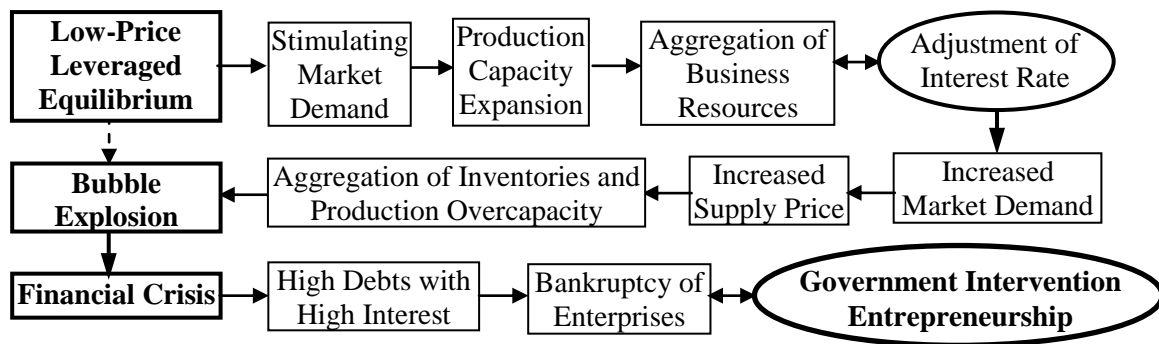 Low-Price
Leveraged
Equilibrium
Stimulating
Market
Demand
Production
Capacity
Expansion
Aggregation of
Business
Resources
Adjustment of
Interest Rate
Bubble
Explosion
Aggregation of Inventories and
Production Overcapacity
Increased
Supply Price
Increased
Market Demand
Financial Crisis
High Debts with
High Interest
Bankruptcy of
Enterprises
Government Intervention
Entrepreneurship